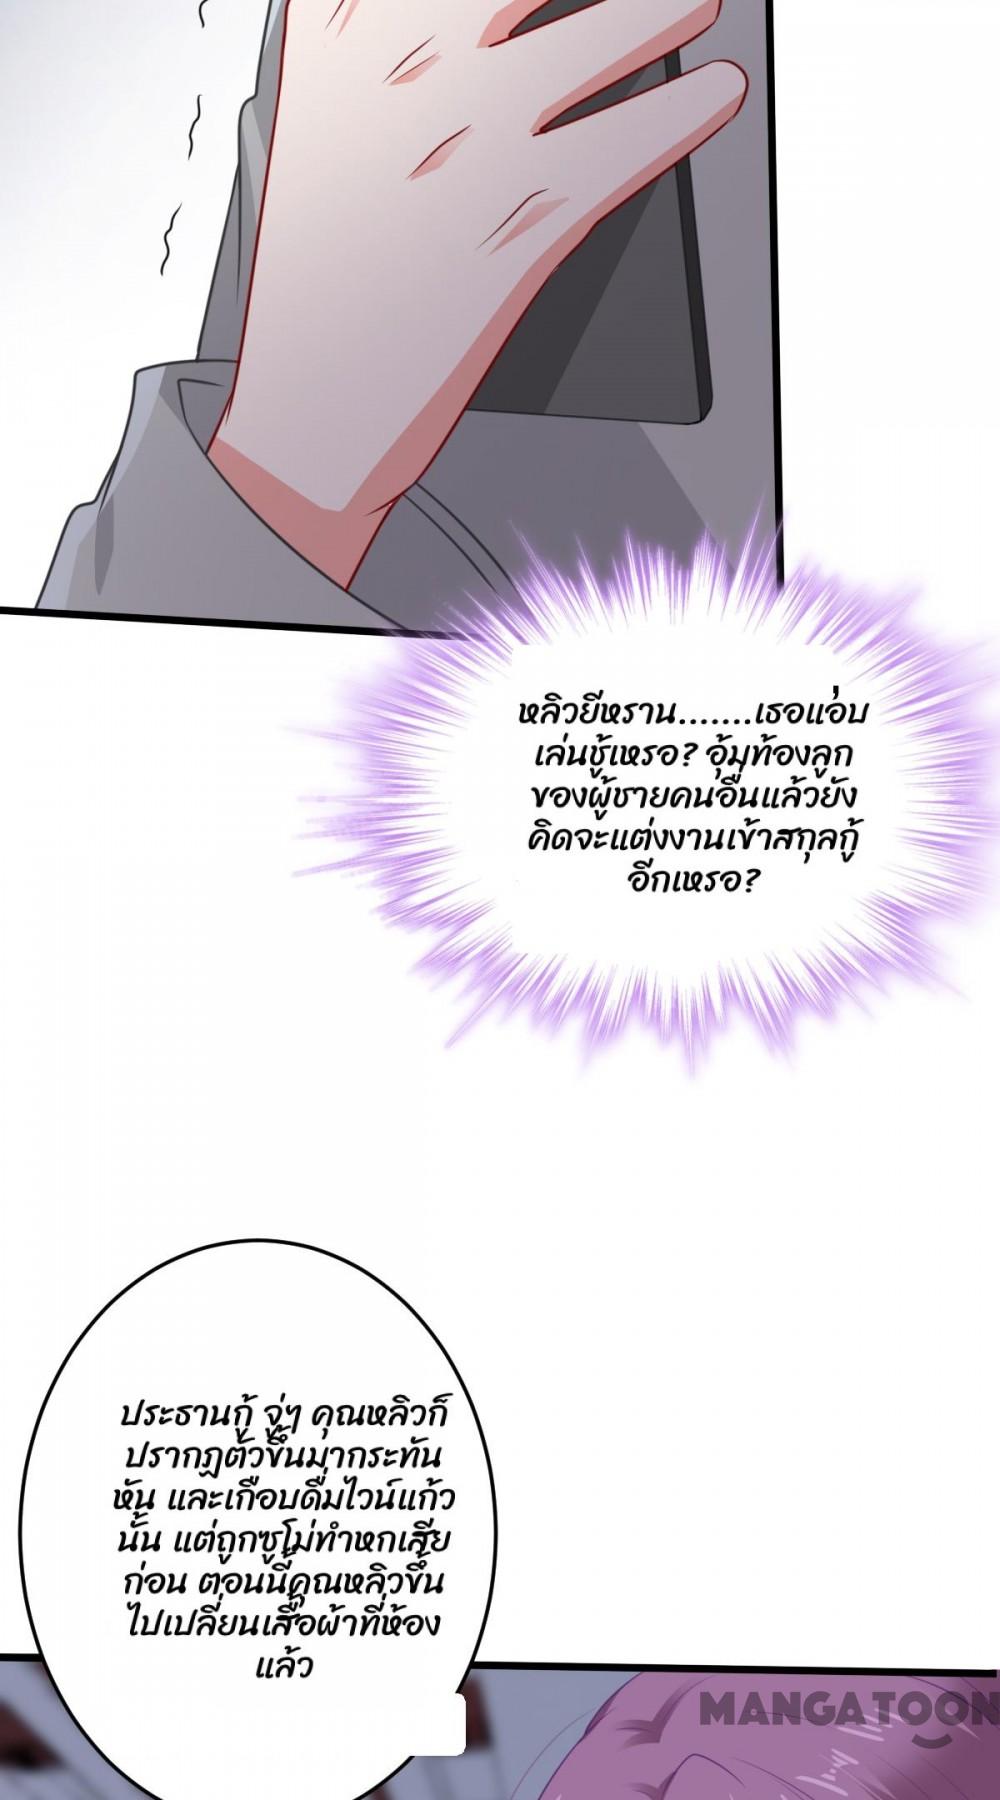 หลิวยีหราน.......เธอแอ่บ
เล่นชู้เหรอ? อุ้มท้องลูก
ของผู้ชายคนอื่นแล้วยัง
คิดจะแต่งงานเข้าสกุลกู้
อีกเหรอ?
ประธานกู้ จู่ๆ คุณหลิวก็
ปรากฏตัวขึ้นมากระทัน
หัน และเกือบดื่มไวน์แก้ว
นั้น แต่ถูกซูโม่ทำหกเสีย
ก่อน ตอนนี้คุณหลิวขึ้น
ไปเปลี่ยนเสื้อผ้าที่ห้อง
แล้ว
MANGATOON